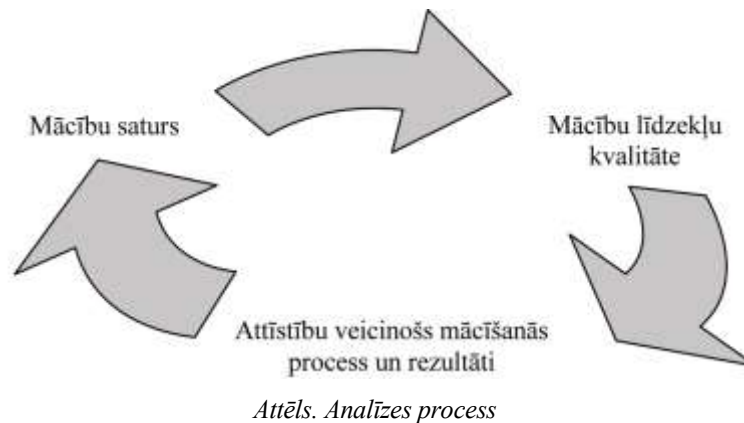 Mācību saturs
Mācību līdzekļu
kvalitāte
Attīstību veicinošs mācīšanās
process un rezultāti
Attēls. Analīzes process